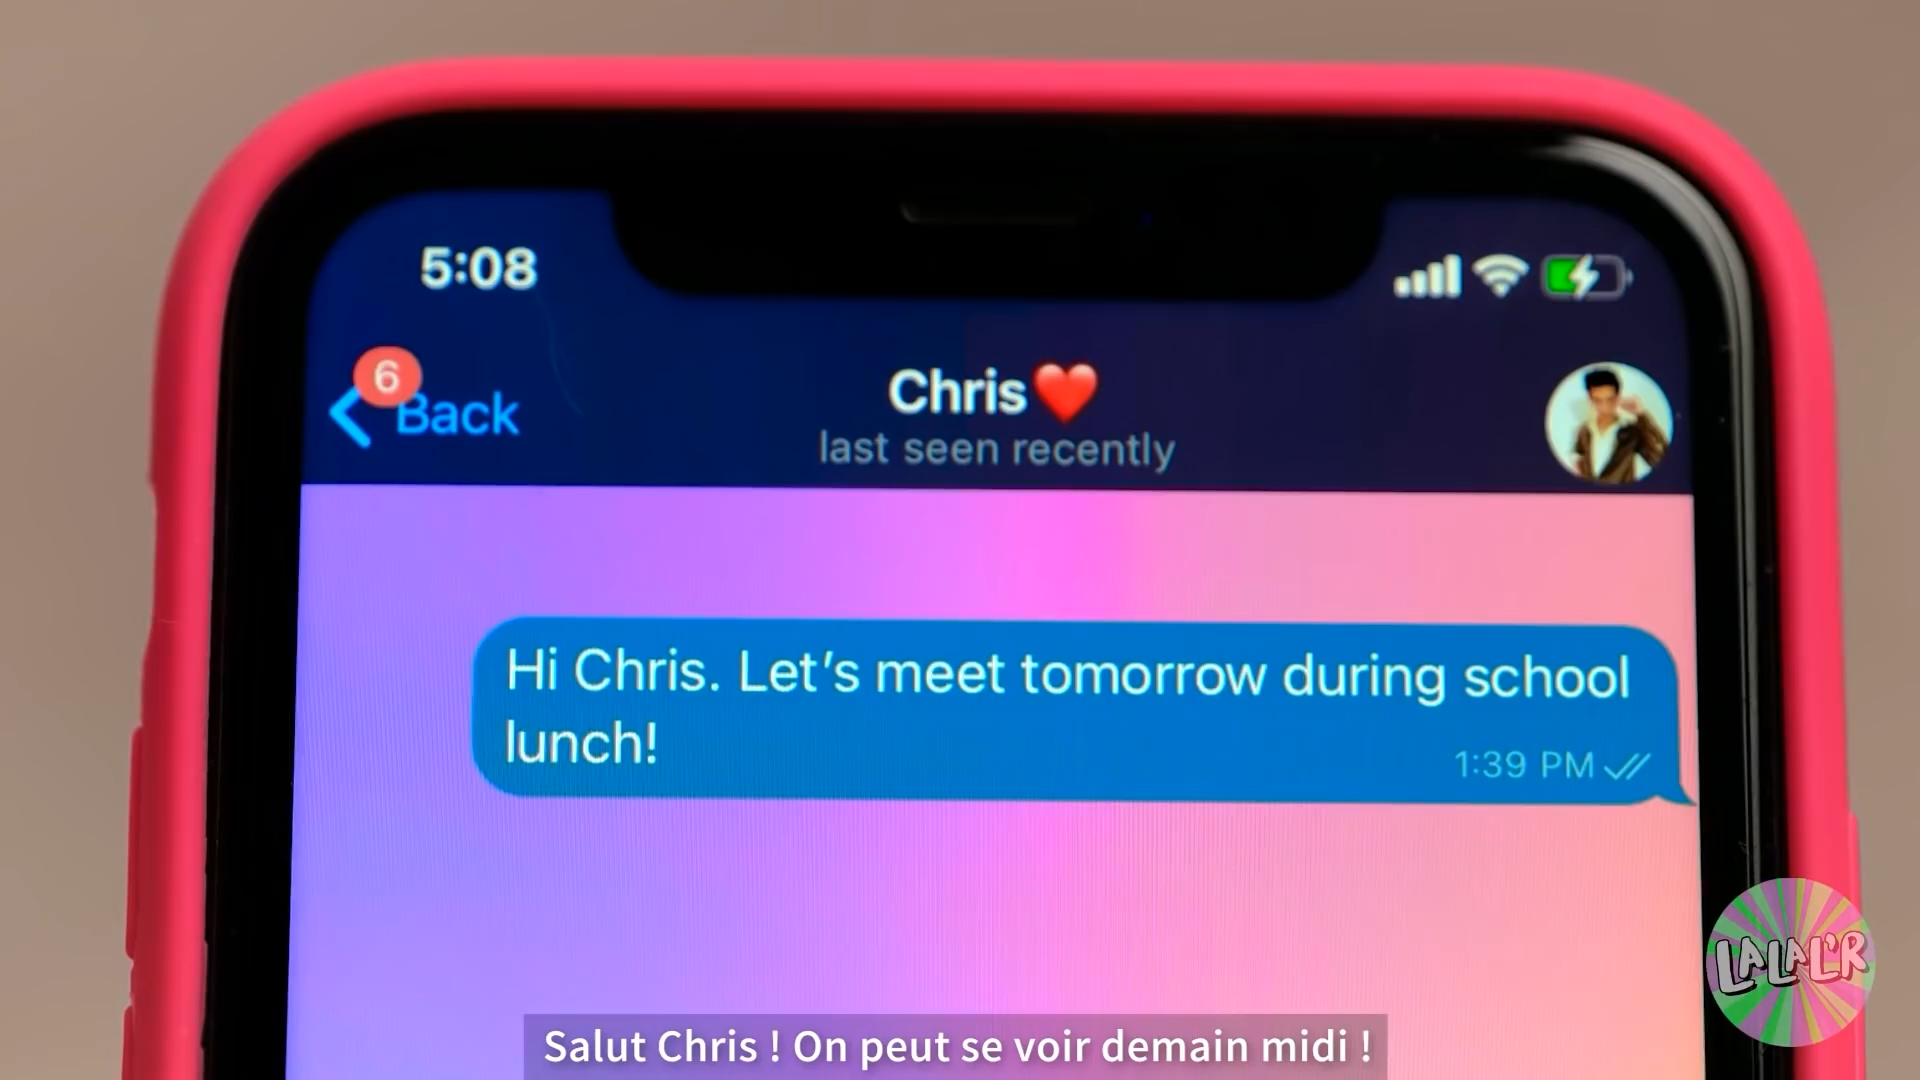 5:08
6
Back
Chris❤️
last seen recently
Hi Chris. Let's meet tomorrow during school
lunch!
1:39 PM
LALAL'R
Salut Chris ! On peut se voir demain midi !